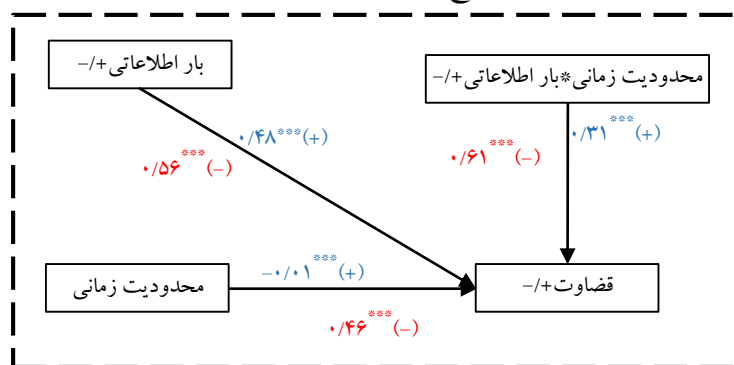 بار اطلاعاتی+/−
محدودیت زمانی*بار اطلاعاتی+/−
۰/۴۸***(+)
۰/۵۶***(−)
۰/۳۱***(+)
۰/۶۱***(−)
محدودیت زمانی
−۰/۰۱***(+)
۰/۴۶***(−)
قضاوت+/−